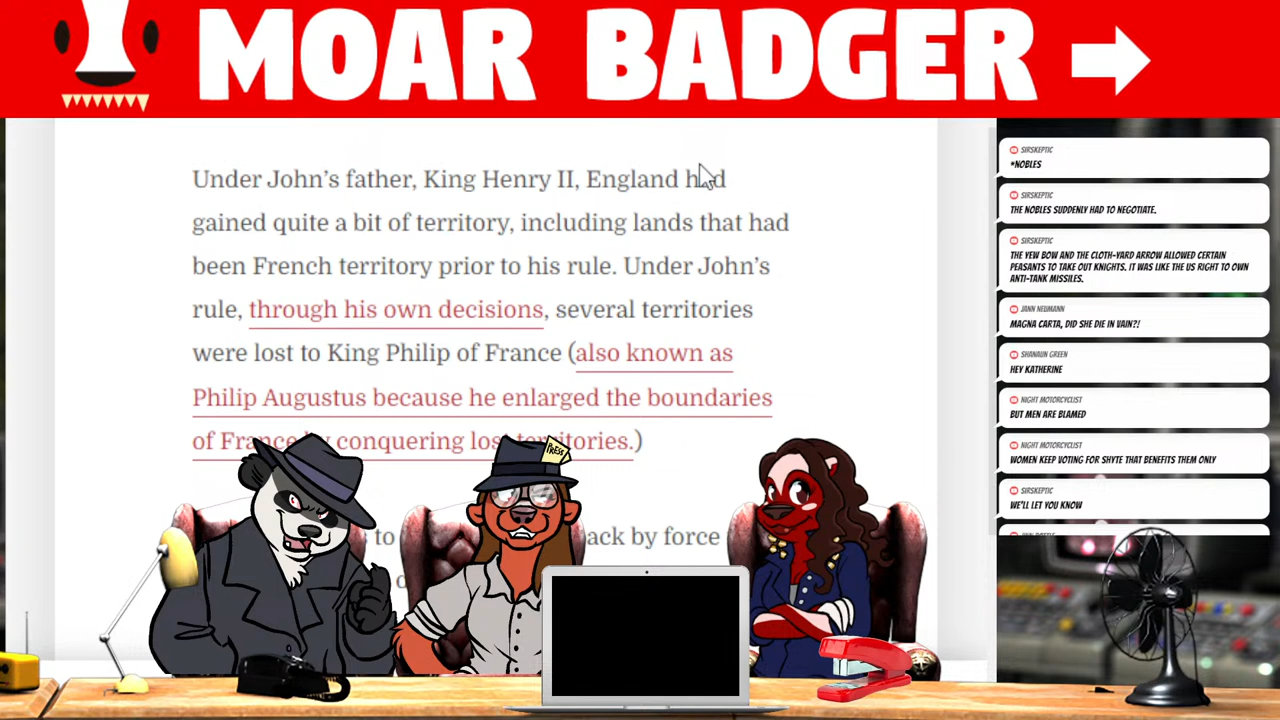 MOAR BADGER
Under John's father, King Henry II, England had
gained quite a bit of territory, including lands that had
been French territory prior to his rule. Under John's
rule, through his own decisions, several territories
were lost to King Philip of France (also known as
Philip Augustus because he enlarged the boundaries
of France by conquering lost territories.)
to
ack by force
PRESS
SIRSKEPTIC
*NOBLES
SIRSKEPTIC
THE NOBLES SUDDENLY HAD TO NEGOTIATE.
SIRSKEPTIC
THE YEW BOW AND THE CLOTH-YARD ARROW ALLOWED CERTAIN
PEASANTS TO TAKE OUT KNIGHTS. IT WAS LIKE THE US RIGHT TO OWN
ANTI-TANK MISSILES.
JANN NEUMANN
MAGNA CARTA, DID SHE DIE IN VAIN?!
SHANAUN GREEN
HEY KATHERINE
NIGHT MOTORCYCLIST
BUT MEN ARE BLAMED
NIGHT MOTORCYCLIST
WOMEN KEEP VOTING FOR SHYTE THAT BENEFITS THEM ONLY
SIRSKEPTIC
WE'LL LET YOU KNOW